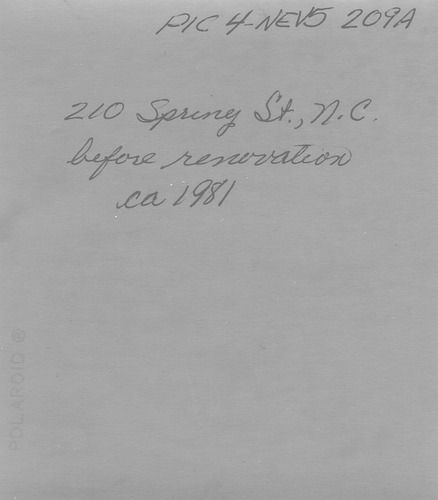 PIC 4-NEV5 209A
210 Spring St., N.C.
before renovation
ca 1981
POLAROID ®